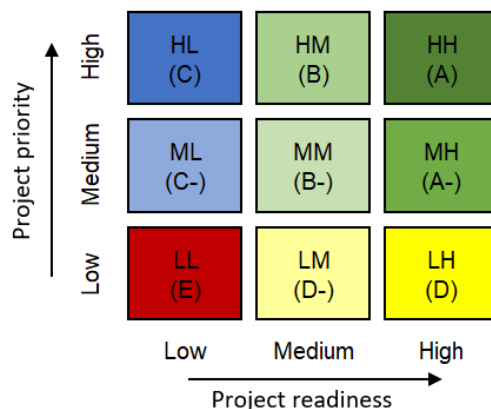 Project priority
High
HL
(C)
HM
(B)
HH
(A)
Medium
ML
(C-)
MM
(B-)
MH
(A-)
Low
LL
(E)
LM
(D-)
LH
(D)
Low
Medium
High
Project readiness